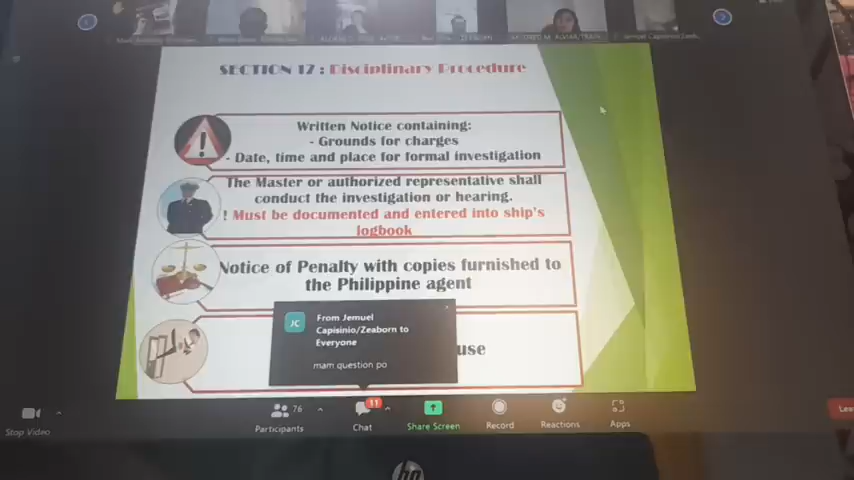 SECTION 17 : Disciplinary Procedure
Written Notice containing:
- Grounds for charges
- Date, time and place for formal investigation
The Master or authorized representative shall
conduct the investigation or hearing.
! Must be documented and entered into ship's
logbook
Notice of Penalty with copies furnished to
the Philippine agent
use
JC
From Jemuel
Capisinio/Zeaborn to
Everyone
mam question po
Stop Video
76
Participants
11
Chat
Share Screen
Record
Reactions
Apps
Lea
hp